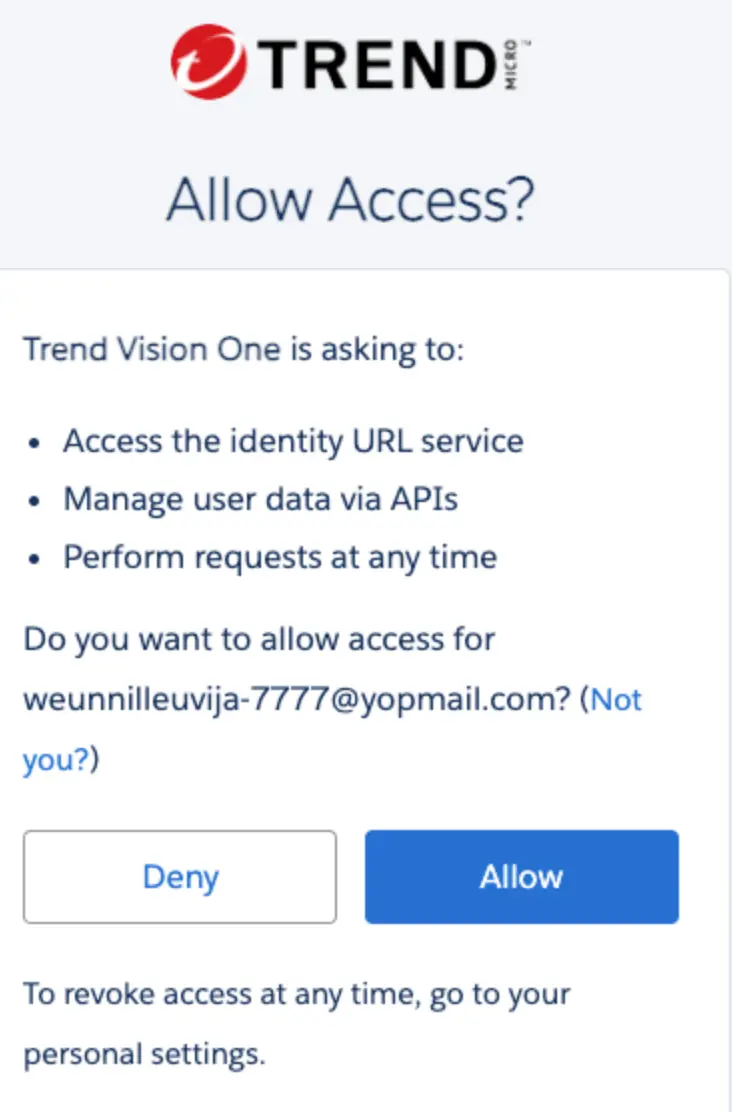 TREND MICRO™
Allow Access?
Trend Vision One is asking to:
• Access the identity URL service
• Manage user data via APIs
• Perform requests at any time
Do you want to allow access for
weunnilleuvija-7777@yopmail.com? (Not
you?)
Deny
Allow
To revoke access at any time, go to your
personal settings.